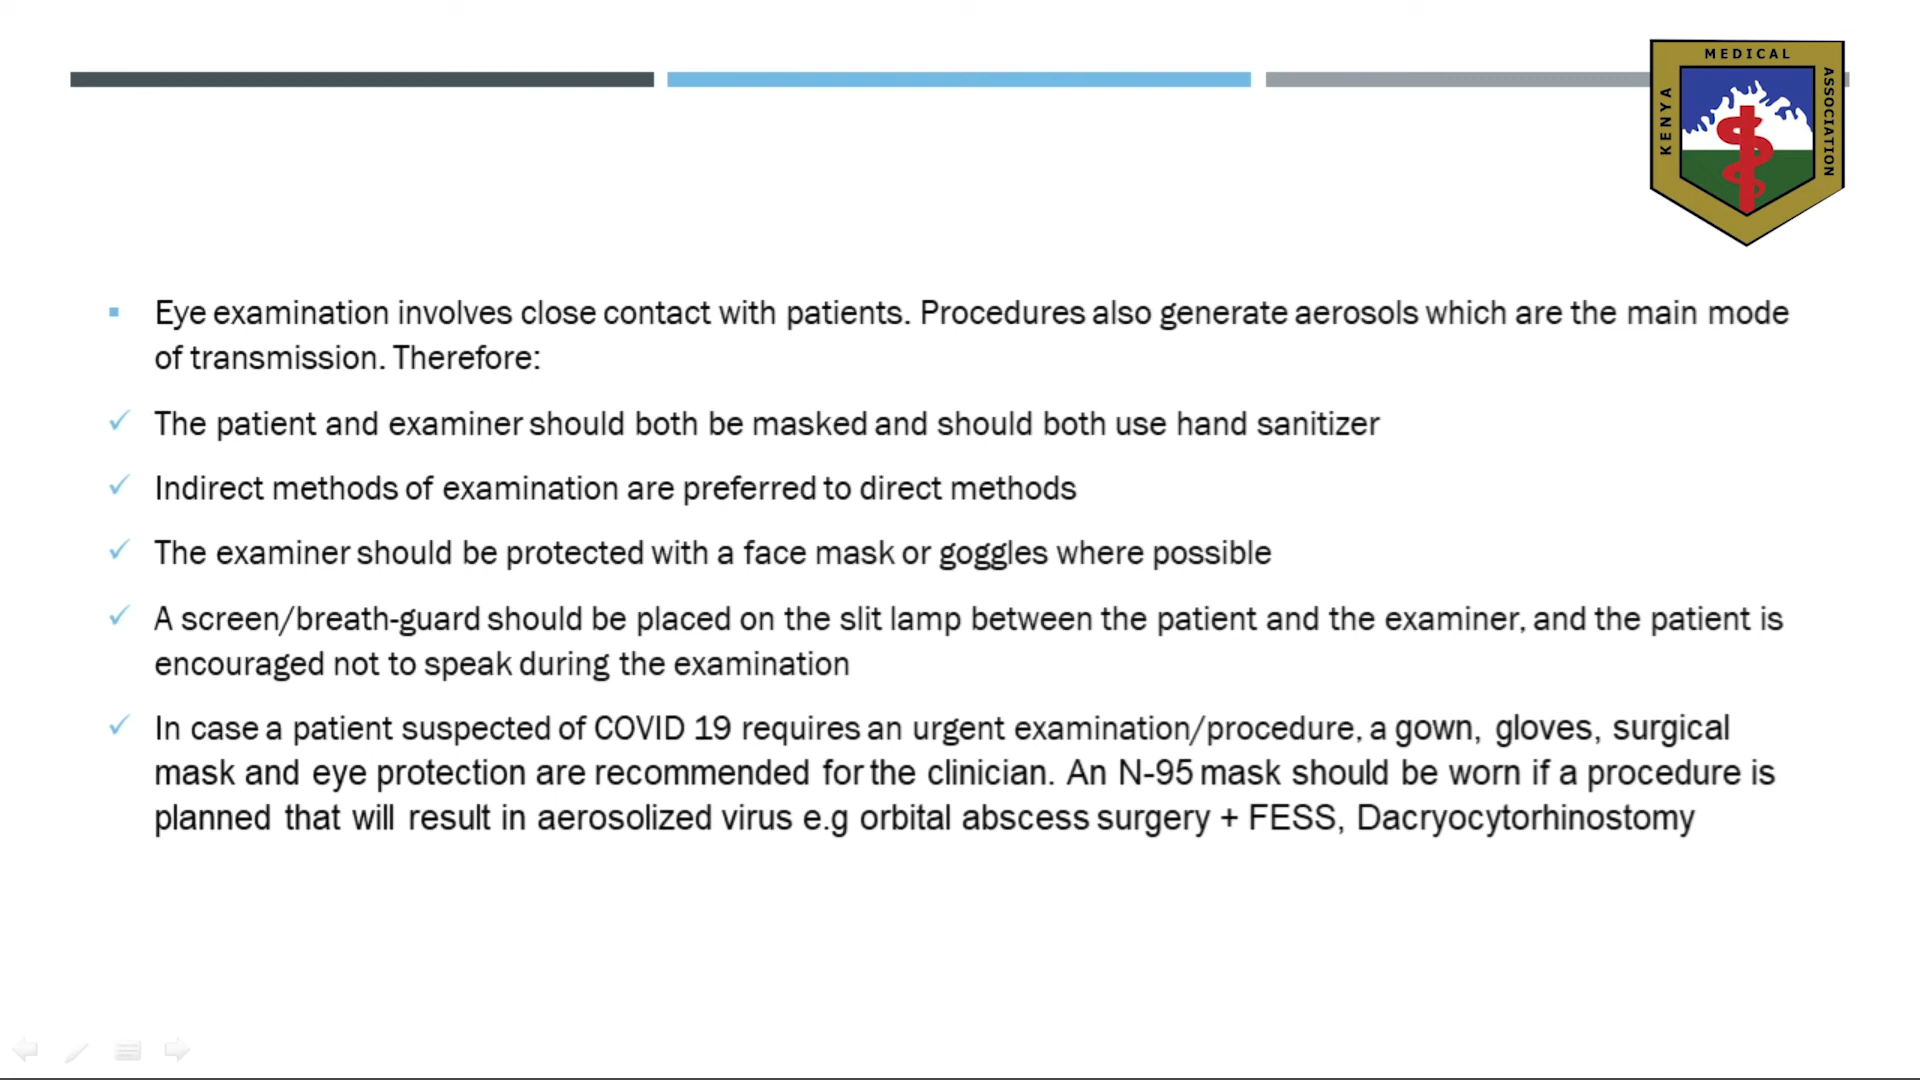 MEDICAL
KENYA
ASSOCIATION
Eye examination involves close contact with patients. Procedures also generate aerosols which are the main mode
of transmission. Therefore:
The patient and examiner should both be masked and should both use hand sanitizer
Indirect methods of examination are preferred to direct methods
The examiner should be protected with a face mask or goggles where possible
A screen/breath-guard should be placed on the slit lamp between the patient and the examiner, and the patient is
encouraged not to speak during the examination
In case a patient suspected of COVID 19 requires an urgent examination/procedure, a gown, gloves, surgical
mask and eye protection are recommended for the clinician. An N-95 mask should be worn if a procedure is
planned that will result in aerosolized virus e.g orbital abscess surgery + FESS, Dacryocytorhinostomy